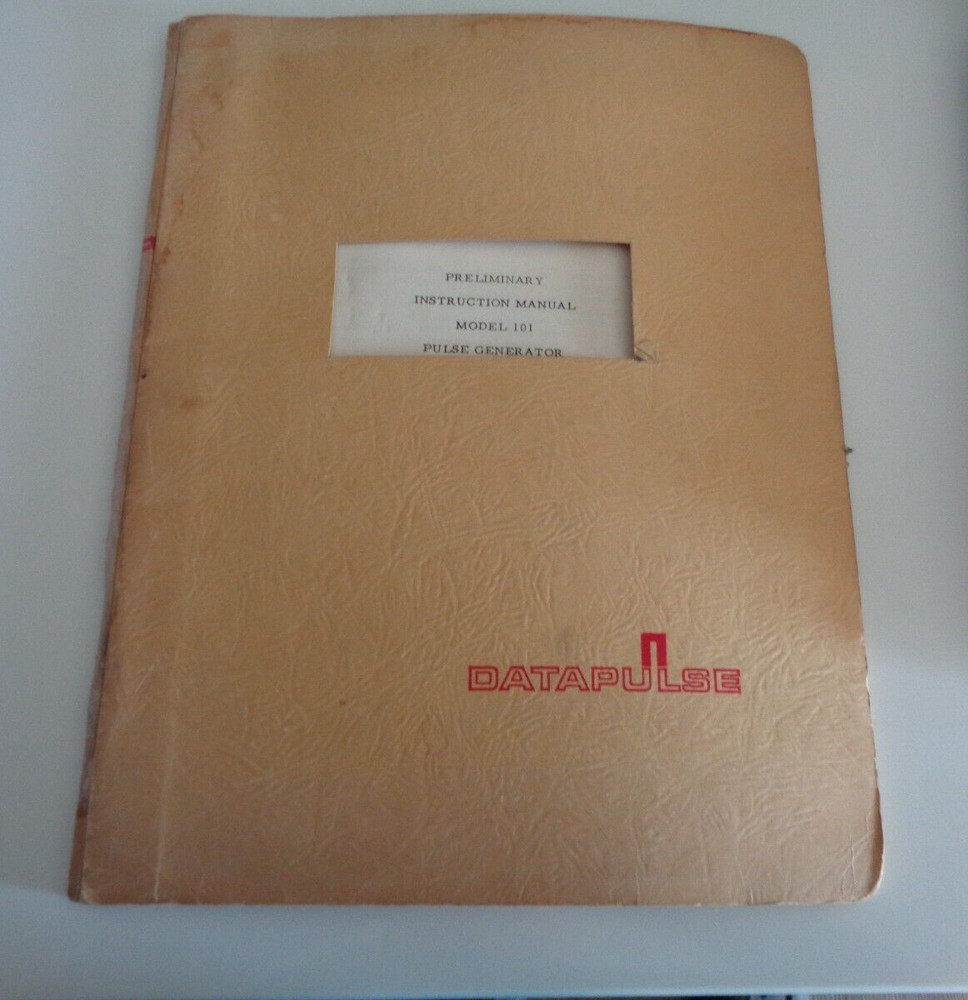 PRELIMINARY
INSTRUCTION MANUAL
MODEL 101
PULSE GENERATOR
DATAPULSE